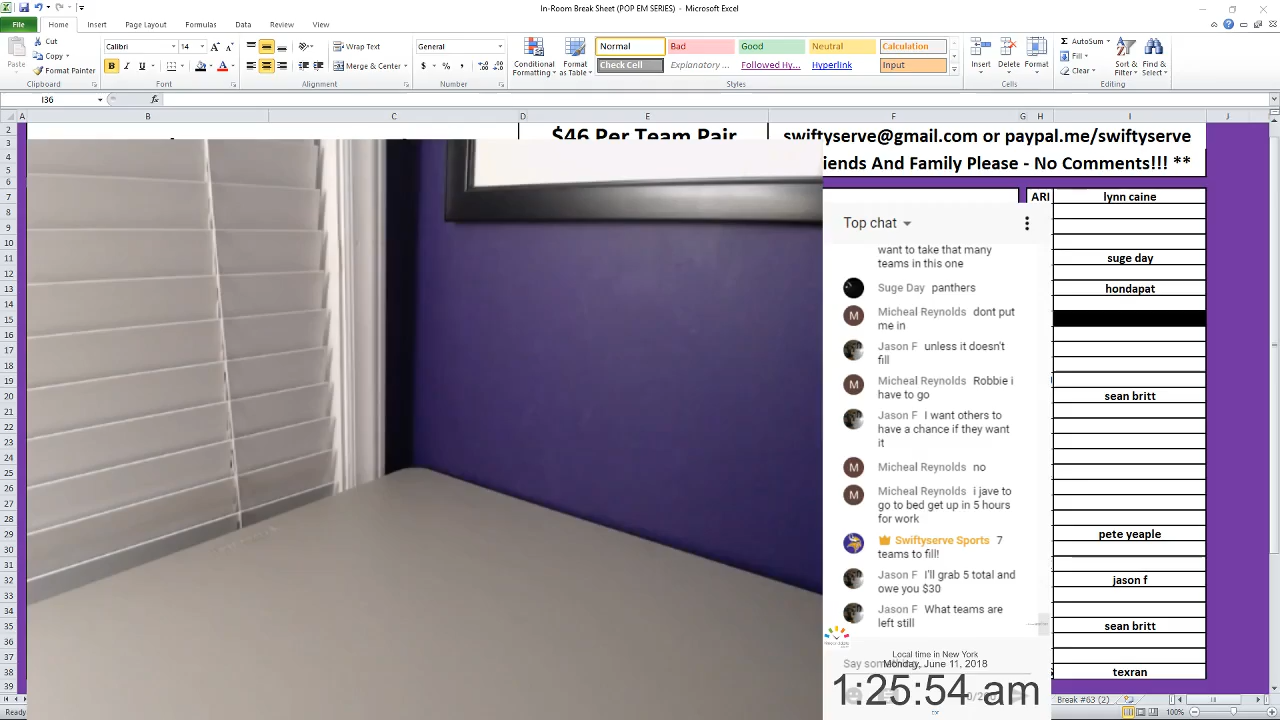 In-Room Break Sheet (POP EM SERIES) - Microsoft Excel
File Home Insert Page Layout Formulas Data Review View
Cut Calibri 14 Wrap Text General Normal Bad Good Neutral Calculation AutoSum
Copy Fill
Paste Format Painter Merge & Center Conditional Formatting Format as Table Check Cell Explanatory ... Followed Hy... Hyperlink Input Insert Delete Format Clear Sort & Filter Find & Select
Clipboard Font Alignment Number Styles Cells Editing
I36 fx
A B C D E F G H I J
$46 Per Team Pair swiftyserve@gmail.com or paypal.me/swiftyserve
iends And Family Please - No Comments!!! **
ARI lynn caine
suge day
hondapat
sean britt
pete yeaple
jason f
sean britt
texran
Top chat
want to take that many
teams in this one
Suge Day panthers
Micheal Reynolds dont put
me in
Jason F unless it doesn't
fill
Micheal Reynolds Robbie i
have to go
Jason F I want others to
have a chance if they want
it
Micheal Reynolds no
Micheal Reynolds i jave to
go to bed get up in 5 hours
for work
Swiftyserve Sports 7
teams to fill!
Jason F I'll grab 5 total and
owe you $30
Jason F What teams are
left still
Local time in New York
Monday, June 11, 2018
1:25:54 am
Break #63 (2)
Ready 100%